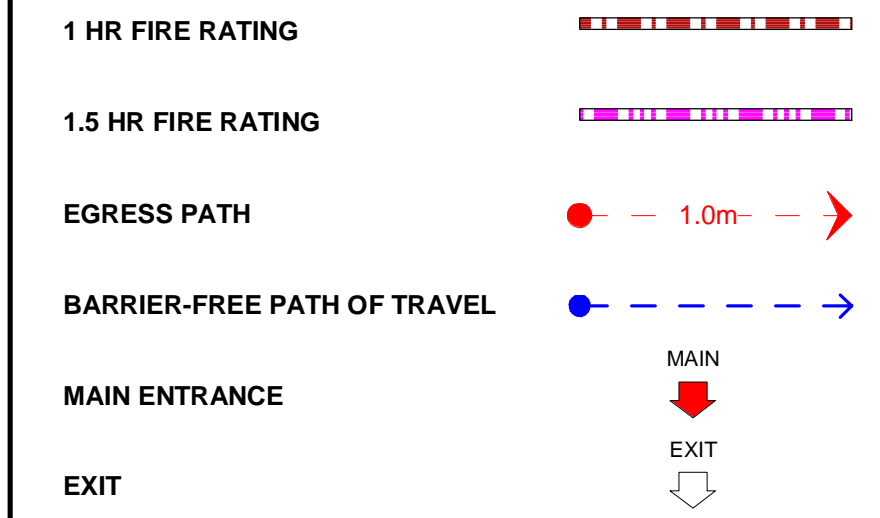 1 HR FIRE RATING
1.5 HR FIRE RATING
EGRESS PATH
1.0m
BARRIER-FREE PATH OF TRAVEL
MAIN
MAIN ENTRANCE
EXIT
EXIT